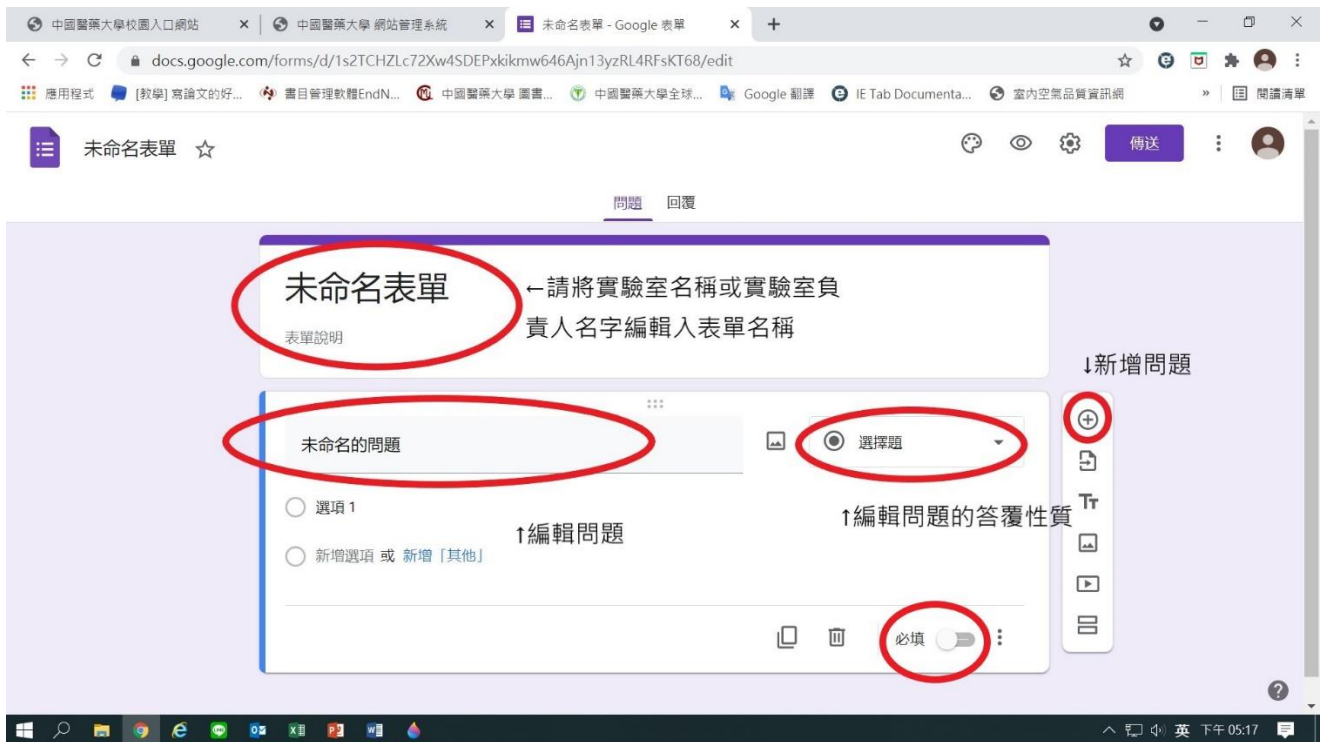 中國醫藥大學校園入口網站
中國醫藥大學 網站管理系統
未命名表單 - Google 表單
docs.google.com/forms/d/1s2TCHZLc72Xw4SDEPxkikmw646Ajn13yzRL4RFsKT68/edit
應用程式 [教學] 寫論文的好... 書目管理軟體EndN... 中國醫藥大學 圖書... 中國醫藥大學全球... Google 翻譯 IE Tab Documenta... 室內空氣品質資訊網 » 閱讀清單
未命名表單
傳送
問題 回覆
未命名表單
←請將實驗室名稱或實驗室負
責人名字編輯入表單名稱
表單說明
↓新增問題
未命名的問題
選擇題
選項 1
↑編輯問題
↑編輯問題的答覆性質
Tт
新增選項 或 新增「其他」
必填
英 下午 05:17